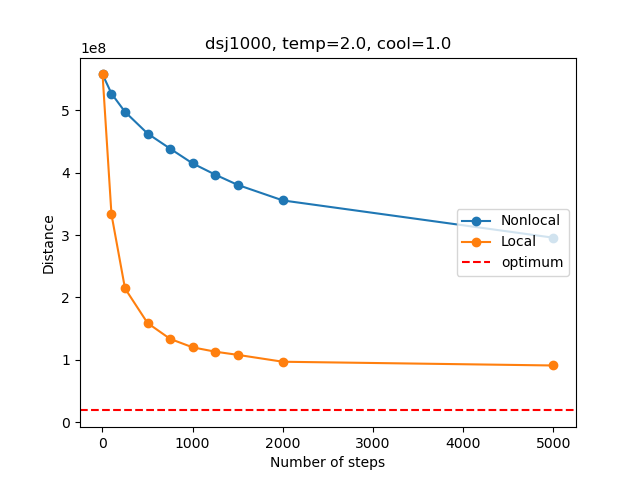 dsj1000, temp=2.0, cool=1.0
1e8
5
4
3
2
1
0
Distance
Nonlocal
Local
optimum
0 1000 2000 3000 4000 5000
Number of steps